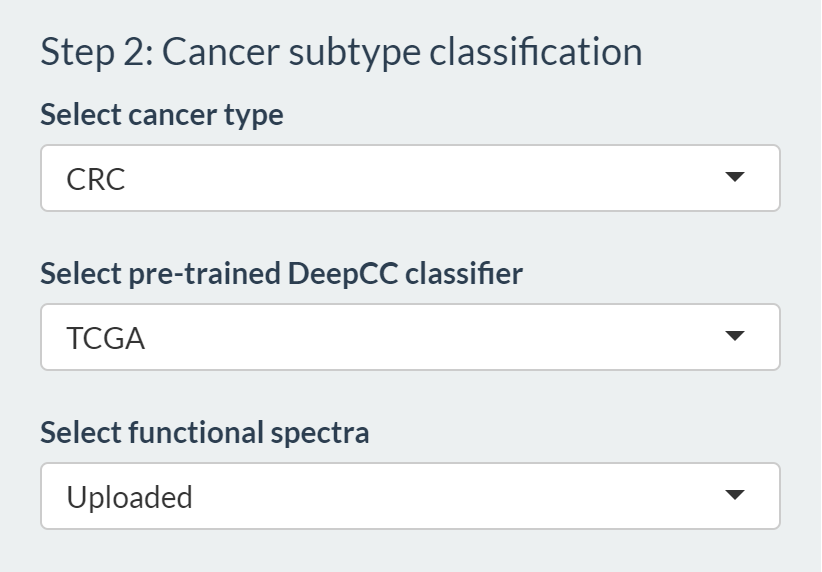 Step 2: Cancer subtype classification
Select cancer type
CRC
Select pre-trained DeepCC classifier
TCGA
Select functional spectra
Uploaded